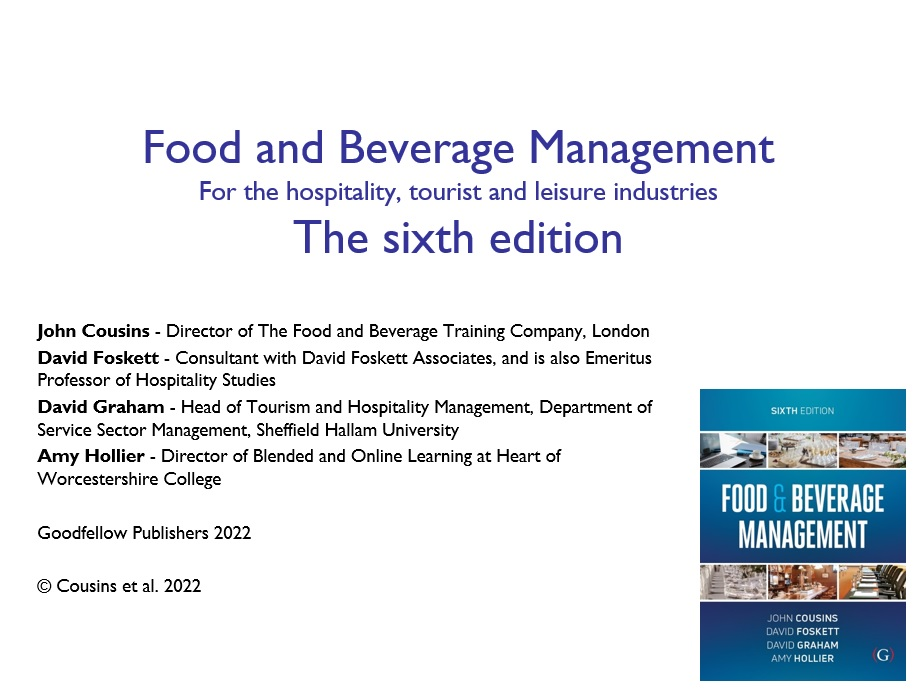 Food and Beverage Management
For the hospitality, tourist and leisure industries
The sixth edition
John Cousins - Director of The Food and Beverage Training Company, London
David Foskett - Consultant with David Foskett Associates, and is also Emeritus
Professor of Hospitality Studies
David Graham - Head of Tourism and Hospitality Management, Department of
Service Sector Management, Sheffield Hallam University
Amy Hollier - Director of Blended and Online Learning at Heart of
Worcestershire College
Goodfellow Publishers 2022
© Cousins et al. 2022
SIXTH EDITION
FOOD & BEVERAGE
MANAGEMENT
JOHN COUSINS
DAVID FOSKETT
DAVID GRAHAM
AMY HOLLIER
(G)